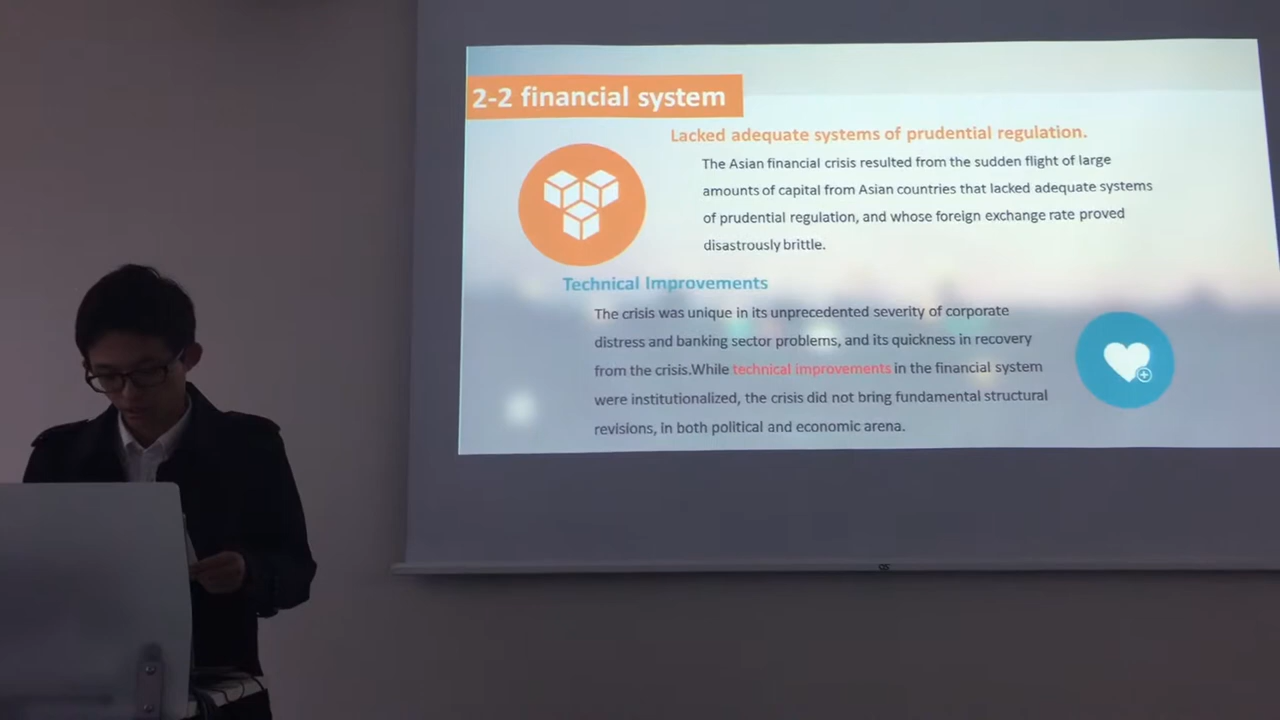 2-2 financial system
Lacked adequate systems of prudential regulation.
The Asian financial crisis resulted from the sudden flight of large
amounts of capital from Asian countries that lacked adequate systems
of prudential regulation, and whose foreign exchange rate proved
disastrously brittle.
Technical Improvements
The crisis was unique in its unprecedented severity of corporate
distress and banking sector problems, and its quickness in recovery
from the crisis.While technical improvements in the financial system
were institutionalized, the crisis did not bring fundamental structural
revisions, in both political and economic arena.